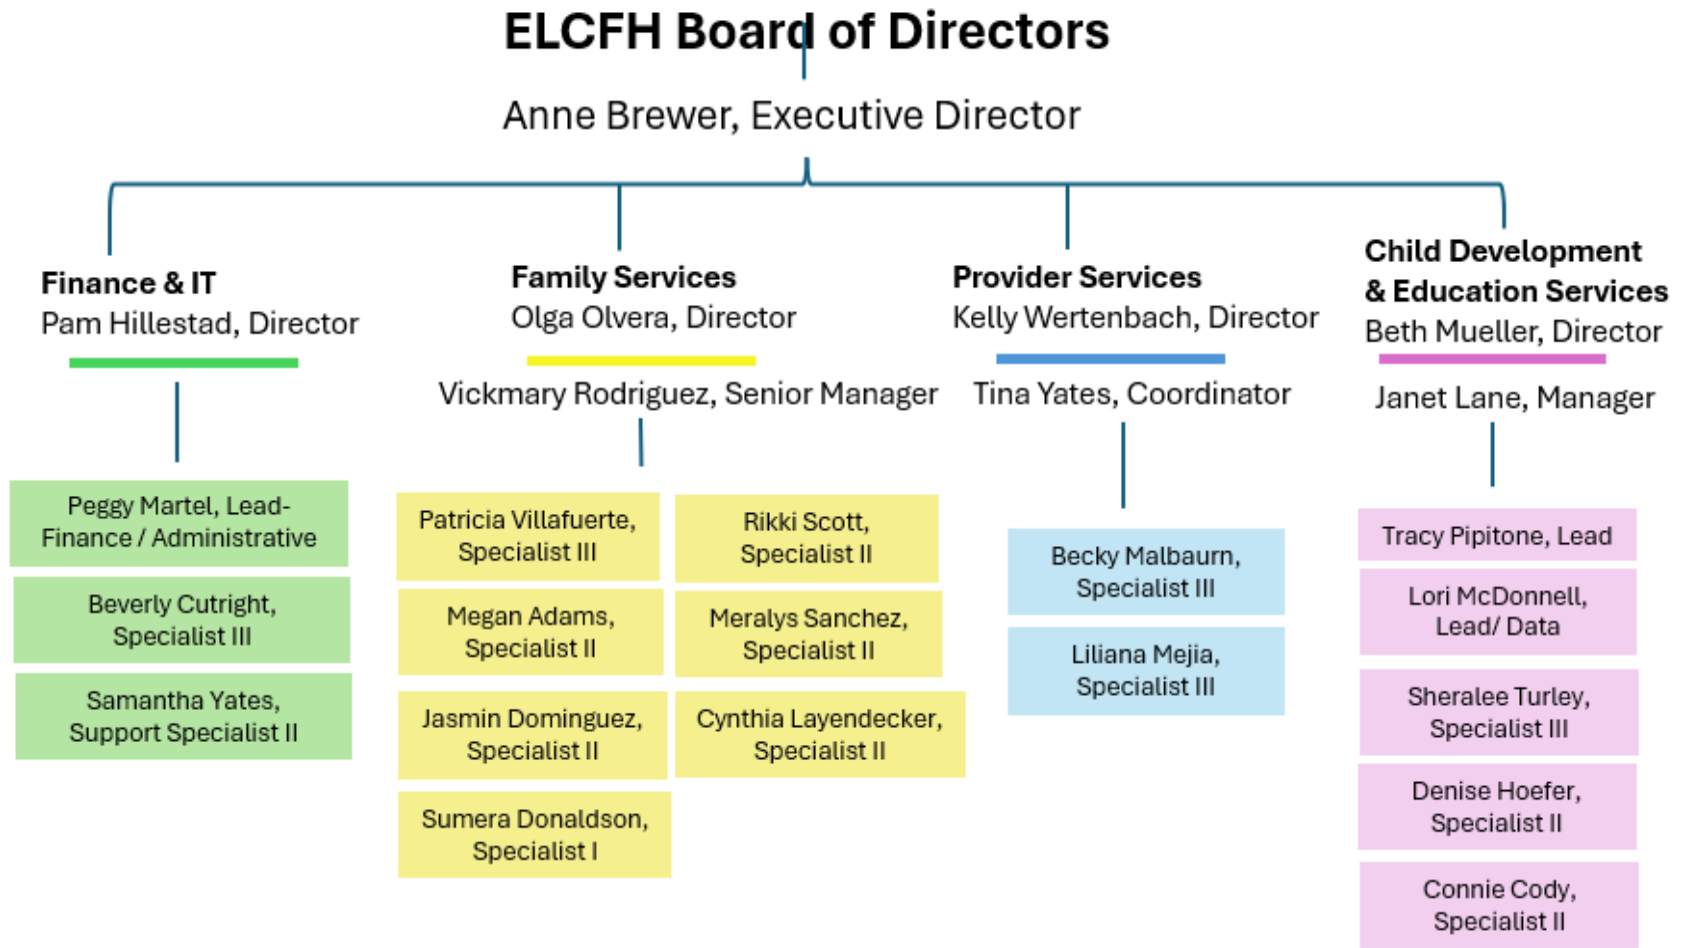 ELCFH Board of Directors
Anne Brewer, Executive Director
Finance & IT
Pam Hillestad, Director
Peggy Martel, Lead-
Finance / Administrative
Beverly Cutright,
Specialist III
Samantha Yates,
Support Specialist II
Family Services
Olga Olvera, Director
Vickmary Rodriguez, Senior Manager
Patricia Villafuerte,
Specialist III
Rikki Scott,
Specialist II
Megan Adams,
Specialist II
Meralys Sanchez,
Specialist II
Jasmin Dominguez,
Specialist II
Cynthia Layendecker,
Specialist II
Sumera Donaldson,
Specialist I
Provider Services
Kelly Wertenbach, Director
Tina Yates, Coordinator
Becky Malbaurn,
Specialist III
Liliana Mejia,
Specialist III
Child Development
& Education Services
Beth Mueller, Director
Janet Lane, Manager
Tracy Pipitone, Lead
Lori McDonnell,
Lead/ Data
Sheralee Turley,
Specialist III
Denise Hoefer,
Specialist II
Connie Cody,
Specialist II